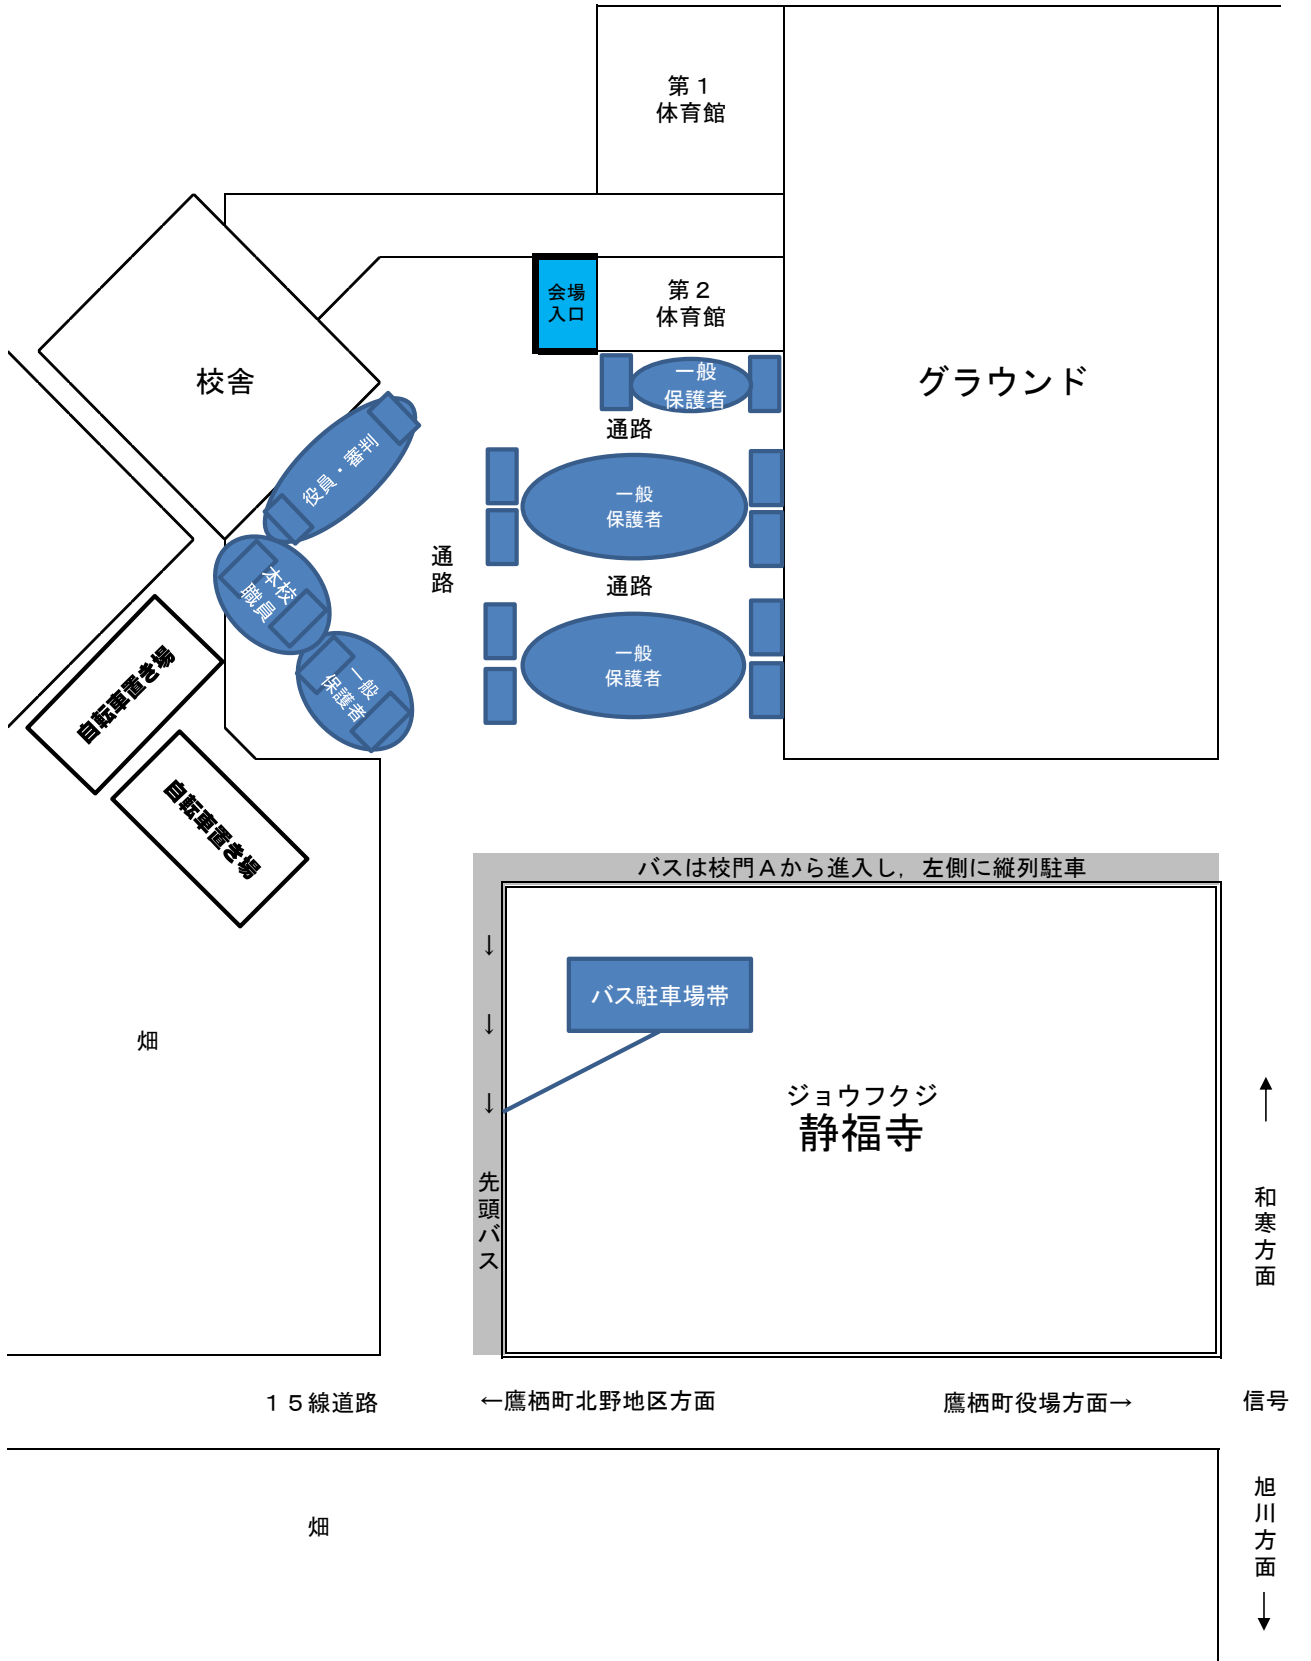 第１
体育館
会場
入口
第２
体育館
校舎
グラウンド
一般
保護者
通路
役員・審判
一般
保護者
通路
通路
本校
職員
一般
保護者
一般
保護者
自転車置き場
自転車置き場
バスは校門Ａから進入し，左側に縦列駐車
↓
↓
↓
バス駐車場帯
畑
ジョウフクジ
静福寺
先頭バス
和寒方面
１５線道路
←鷹栖町北野地区方面
鷹栖町役場方面→
信号
旭川方面
畑